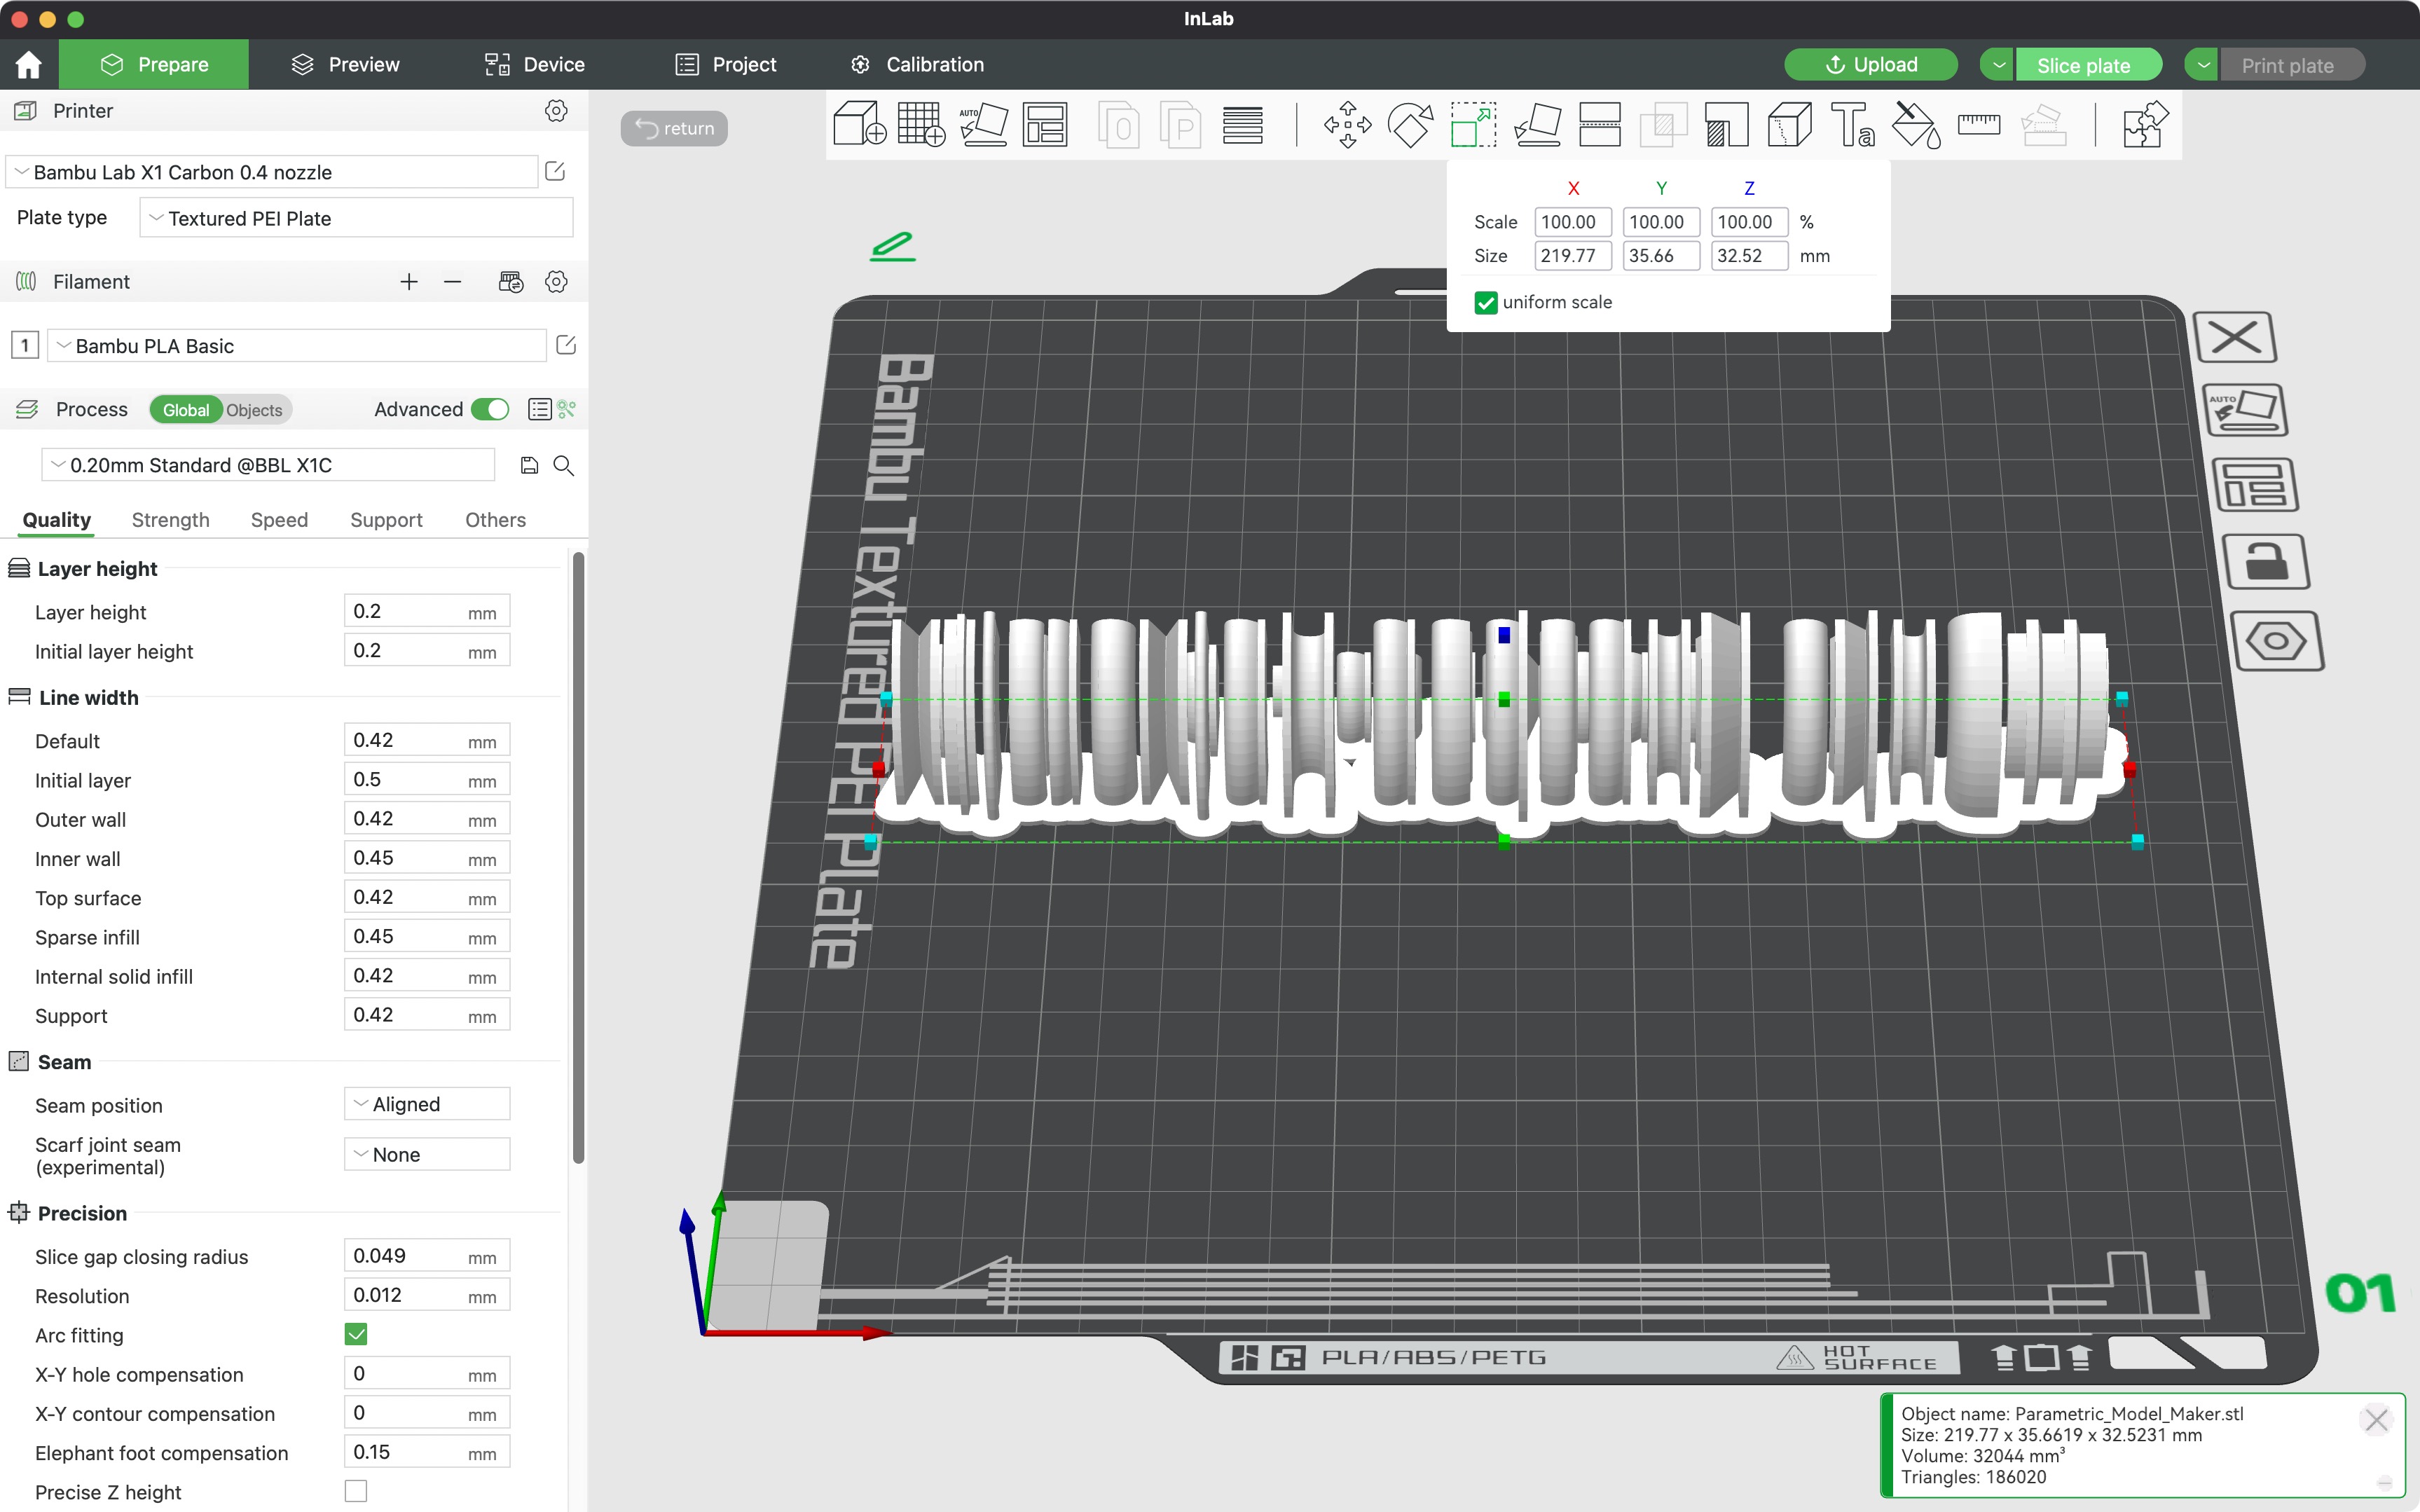 InLab
Prepare
Preview
Device
Project
Calibration
Upload
Slice plate
Print plate
Printer
Bambu Lab X1 Carbon 0.4 nozzle
Plate type
Textured PEI Plate
Filament
1
Bambu PLA Basic
Process
Global
Objects
Advanced
0.20mm Standard @BBL X1C
Quality
Strength
Speed
Support
Others
Layer height
Layer height 0.2 mm
Initial layer height 0.2 mm
Line width
Default 0.42 mm
Initial layer 0.5 mm
Outer wall 0.42 mm
Inner wall 0.45 mm
Top surface 0.42 mm
Sparse infill 0.45 mm
Internal solid infill 0.42 mm
Support 0.42 mm
Seam
Seam position Aligned
Scarf joint seam
(experimental) None
Precision
Slice gap closing radius 0.049 mm
Resolution 0.012 mm
Arc fitting
X-Y hole compensation 0 mm
X-Y contour compensation 0 mm
Elephant foot compensation 0.15 mm
Precise Z height
return
AUTO
O
P
Ta
X Y Z
Scale 100.00 100.00 100.00 %
Size 219.77 35.66 32.52 mm
uniform scale
Bambu Textured PEI Plate
AUTO
01
PLA/ABS/PETG
HOT
SURFACE
Object name: Parametric_Model_Maker.stl
Size: 219.77 x 35.6619 x 32.5231 mm
Volume: 32044 mm³
Triangles: 186020